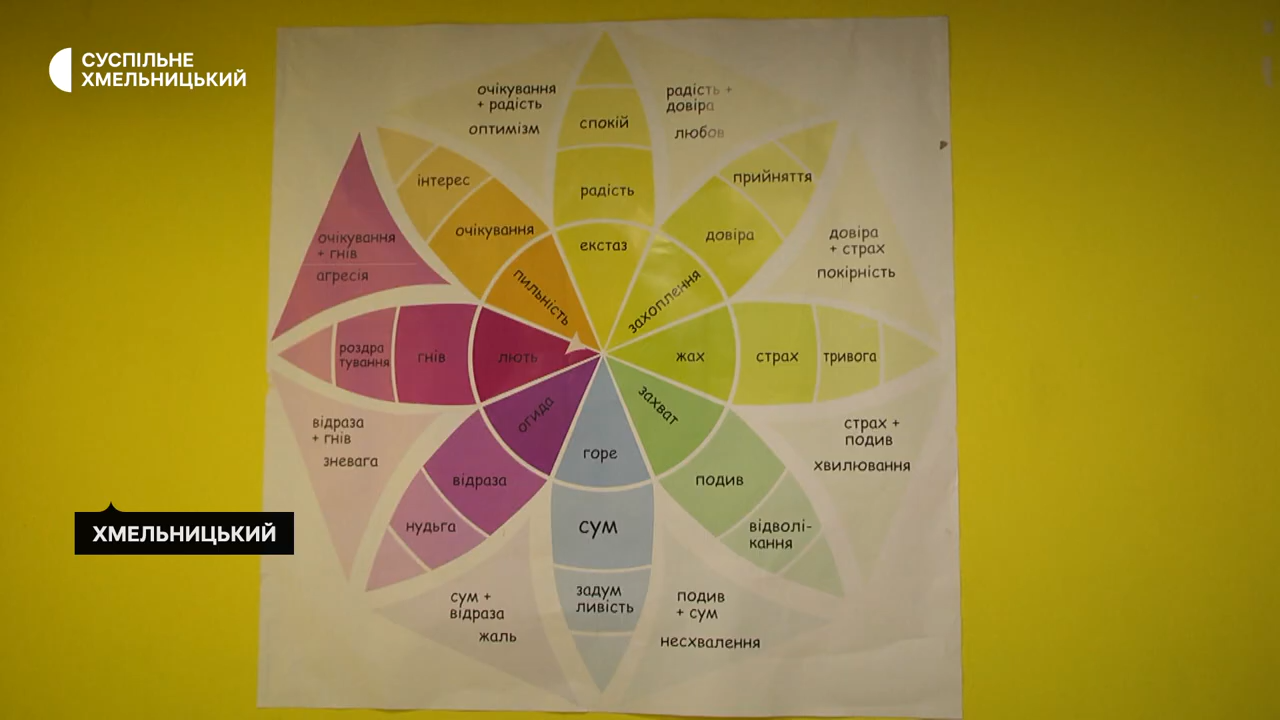 СУСПІЛЬНЕ
ХМЕЛЬНИЦЬКИЙ
очікування
+ радість
оптимізм
спокій
радість +
довіра
любов
інтерес
радість
прийняття
очікування
екстаз
довіра
очікування
+ гнів
агресія
довіра
+ страх
покірність
пильність
захоплення
роздра
тування
гнів
лють
жах
страх
тривога
огида
захват
відраза
+ гнів
зневага
горе
страх +
подив
хвилювання
відраза
подив
нудьга
сум
відволі-
кання
ХМЕЛЬНИЦЬКИЙ
сум +
відраза
жаль
задум
ливість
подив
+ сум
несхвалення